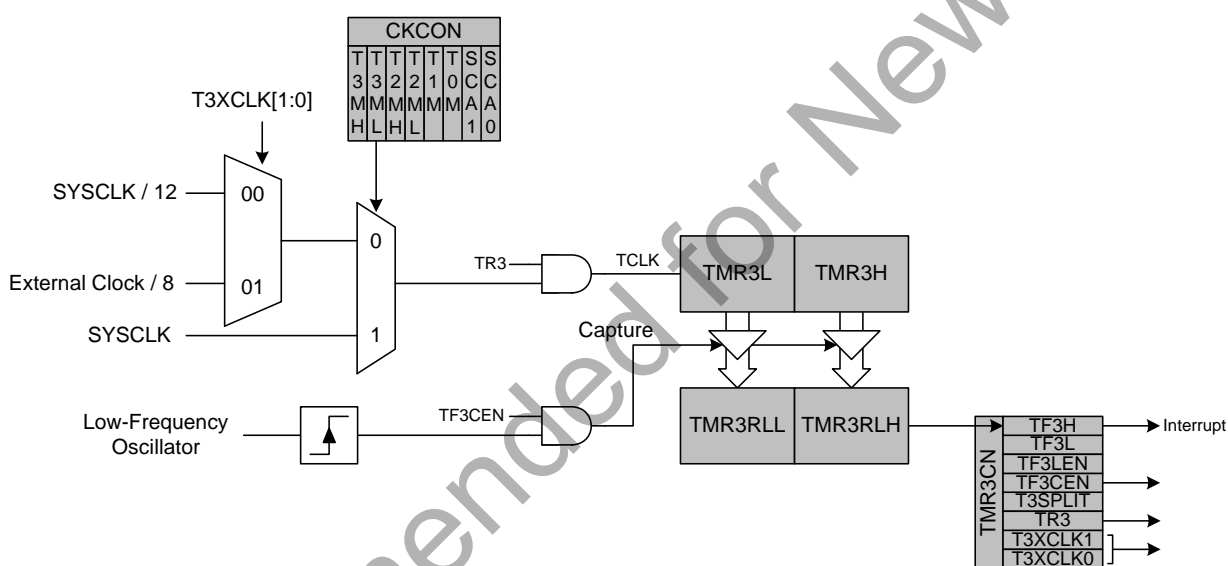 CKCON
T3MH T3ML T2MH T2ML T1M T0M SCA1 SCA0
T3XCLK[1:0]
SYSCLK / 12
00
External Clock / 8
01
SYSCLK
0
1
TR3
TCLK
TMR3L
TMR3H
Capture
Low-Frequency
Oscillator
TF3CEN
TMR3RLL
TMR3RLH
TMR3CN
TF3H
TF3L
TF3LEN
TF3CEN
T3SPLIT
TR3
T3XCLK1
T3XCLK0
Interrupt
mended for New